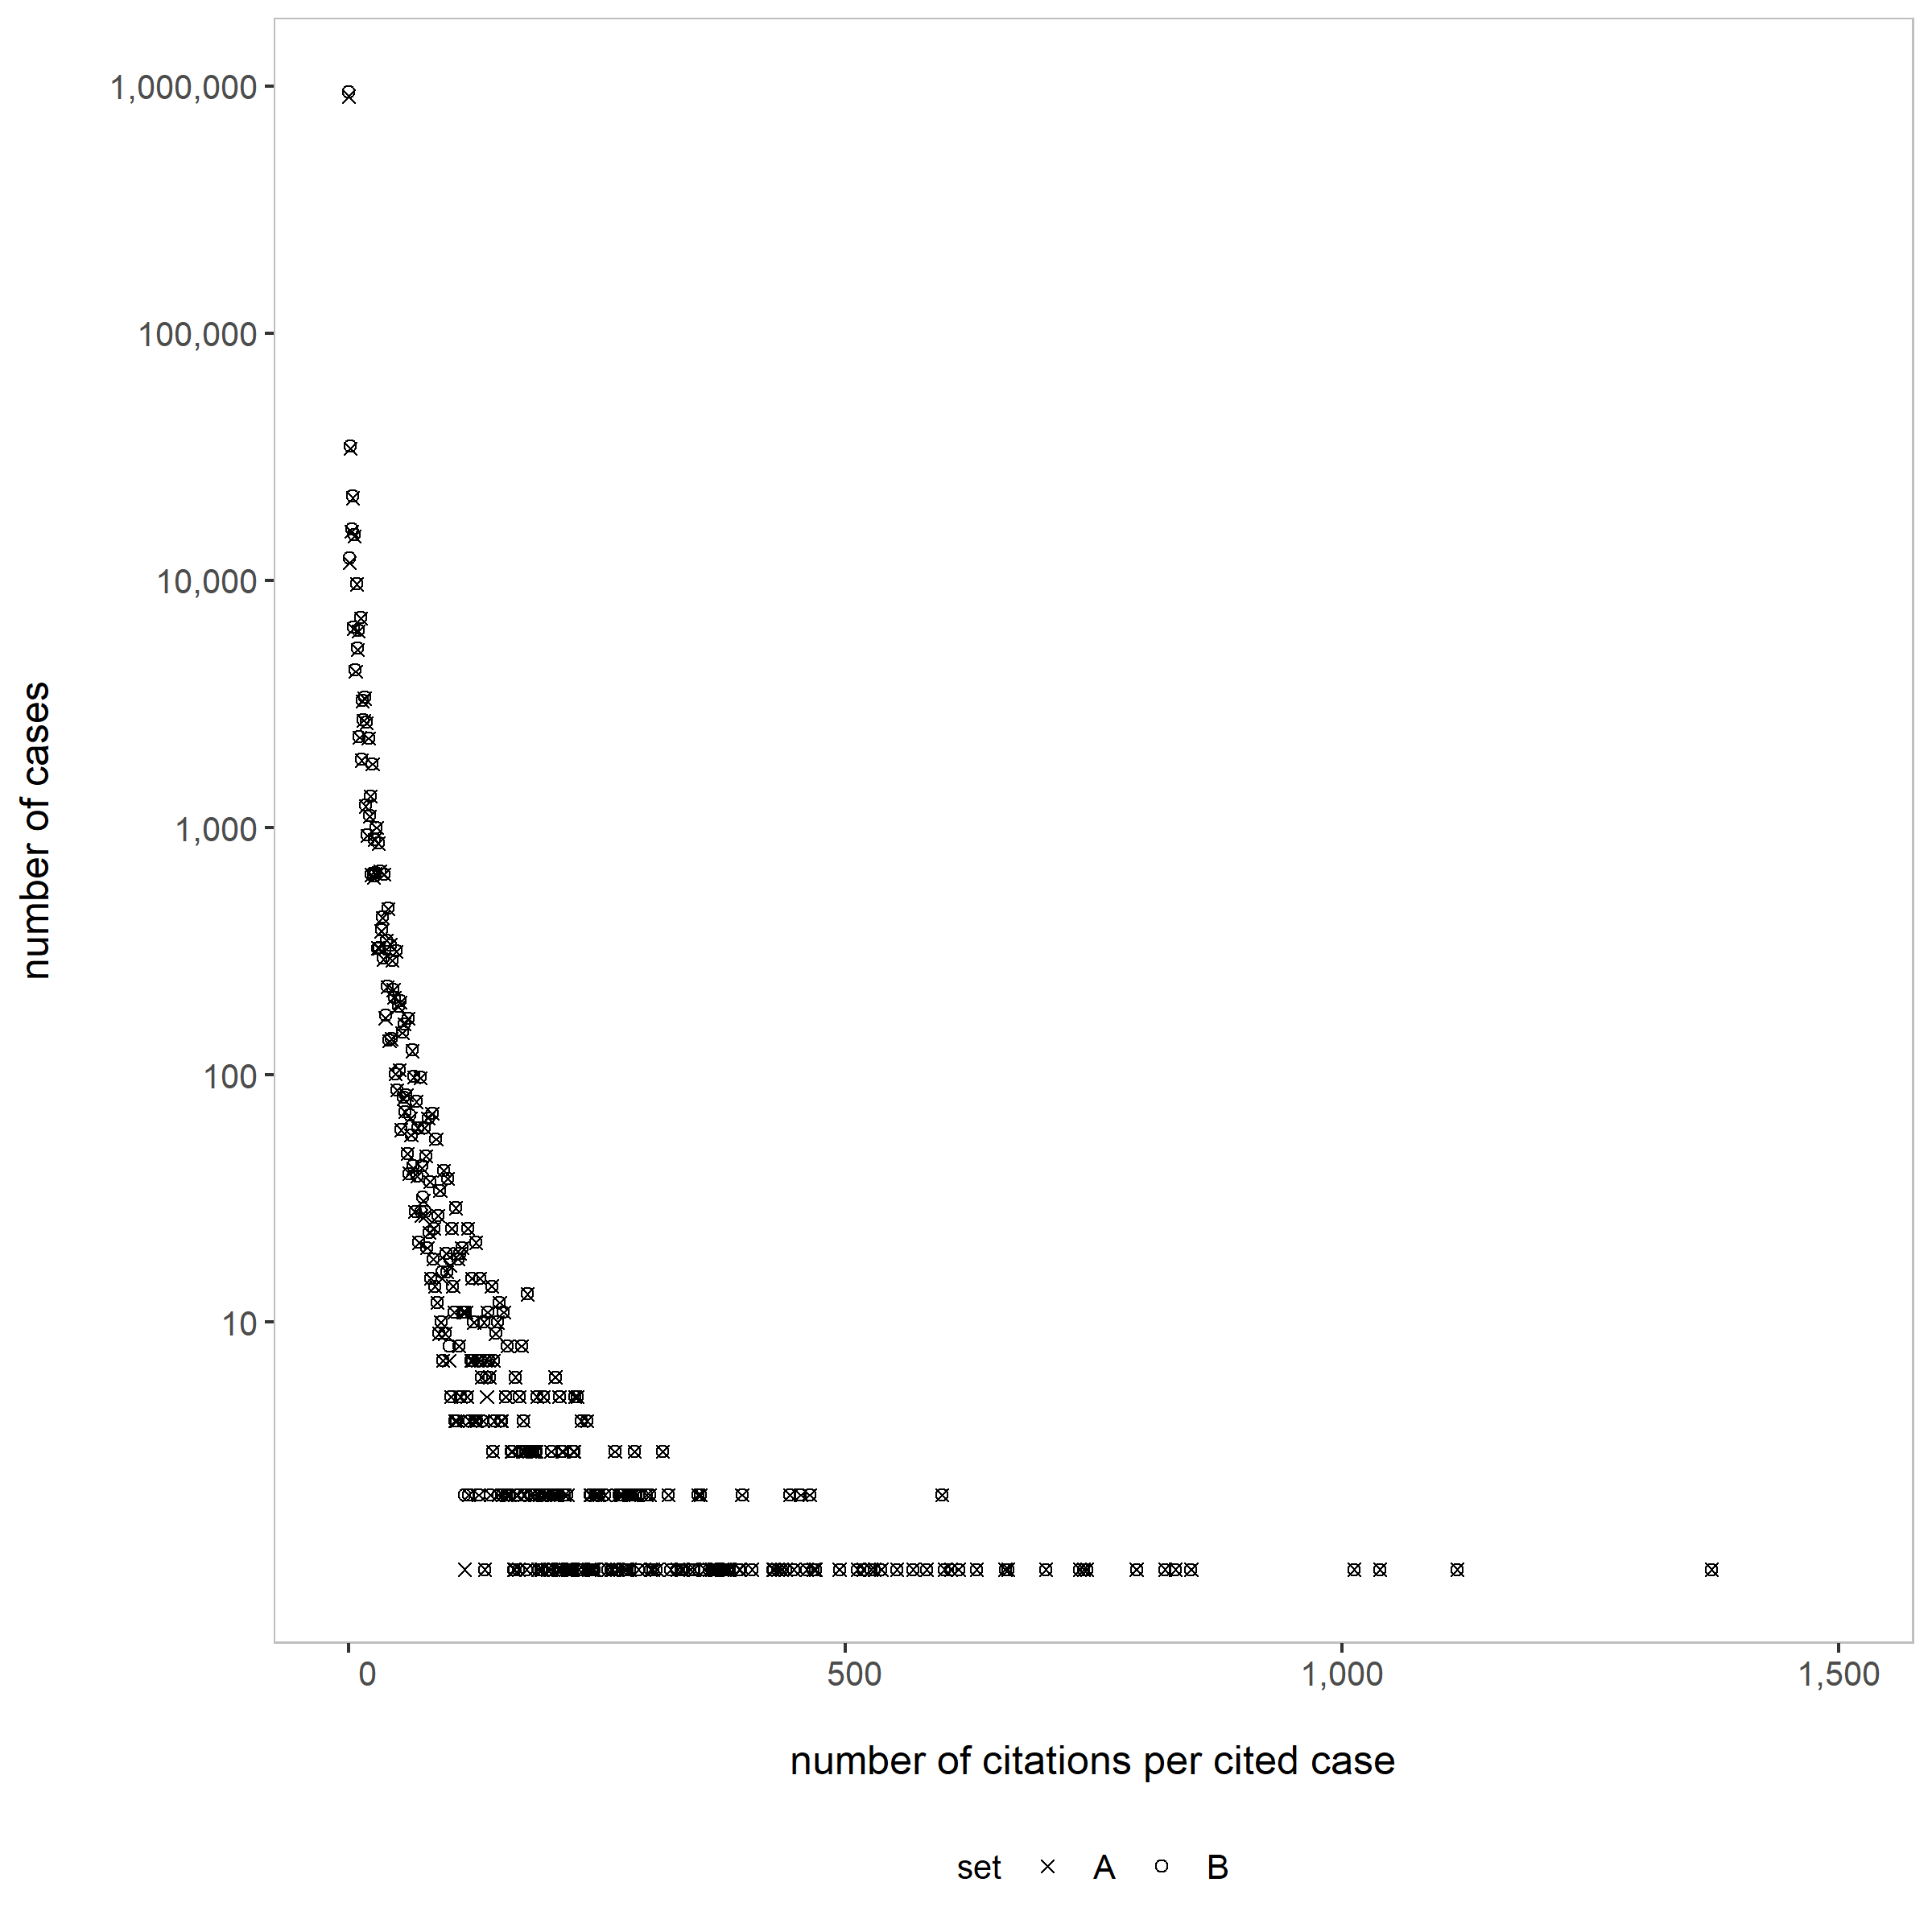 1,000,000
100,000
10,000
1,000
100
10
number of cases
0 500 1,000 1,500
number of citations per cited case
set A B